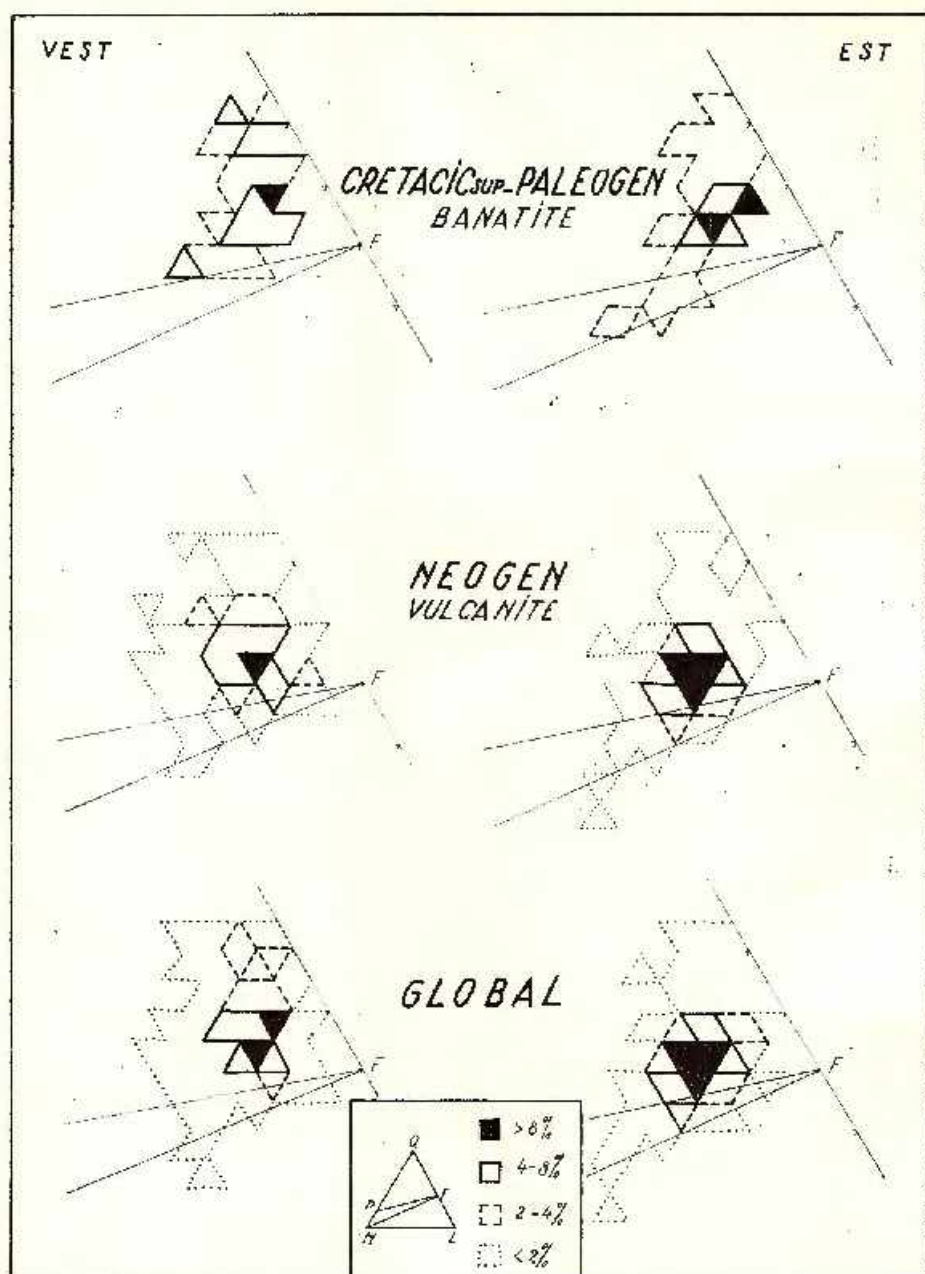 VEST
EST
CRETACIC SUP-PALEOGEN
BANATITE
F
F
NEOGEN
VULCANITE
F
F
GLOBAL
F
F
Q
P
F
M
L
>8%
4-8%
2-4%
<2%